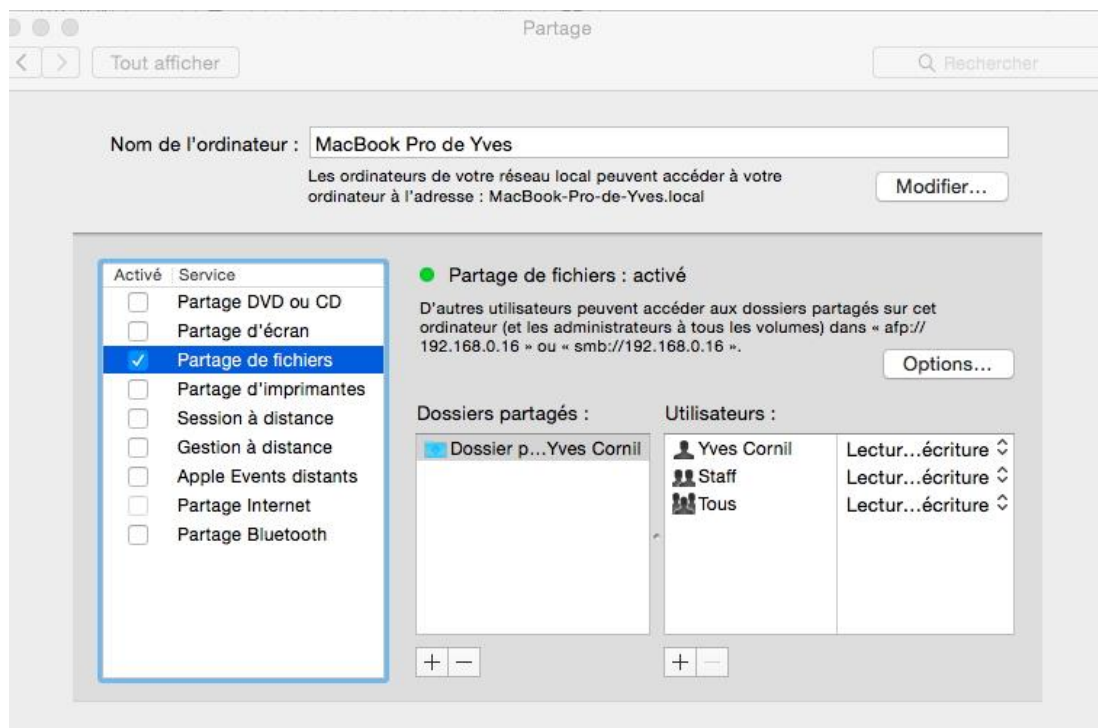 Partage
Tout afficher
Rechercher
Nom de l'ordinateur : MacBook Pro de Yves
Les ordinateurs de votre réseau local peuvent accéder à votre
ordinateur à l'adresse : MacBook-Pro-de-Yves.local
Modifier...
Activé Service
Partage DVD ou CD
Partage d'écran
Partage de fichiers
Partage d'imprimantes
Session à distance
Gestion à distance
Apple Events distants
Partage Internet
Partage Bluetooth
Partage de fichiers : activé
D'autres utilisateurs peuvent accéder aux dossiers partagés sur cet
ordinateur (et les administrateurs à tous les volumes) dans « afp://
192.168.0.16 » ou « smb://192.168.0.16 ».
Options...
Dossiers partagés :
Dossier p...Yves Cornil
Utilisateurs :
Yves Cornil Lectur...écriture
Staff Lectur...écriture
Tous Lectur...écriture